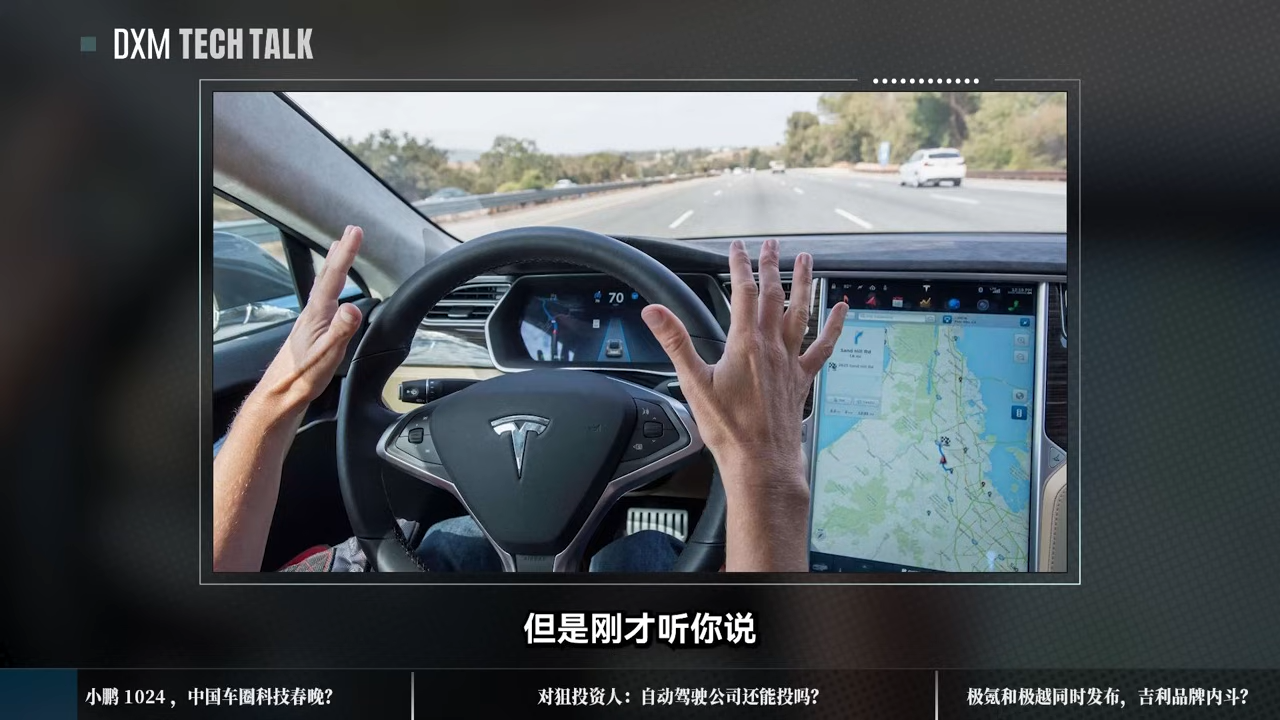 DXM TECH TALK
70
但是刚才听你说
小鹏 1024，中国车圈科技春晚？
对狙投资人：自动驾驶公司还能投吗？
极氪和极越同时发布，吉利品牌内斗？